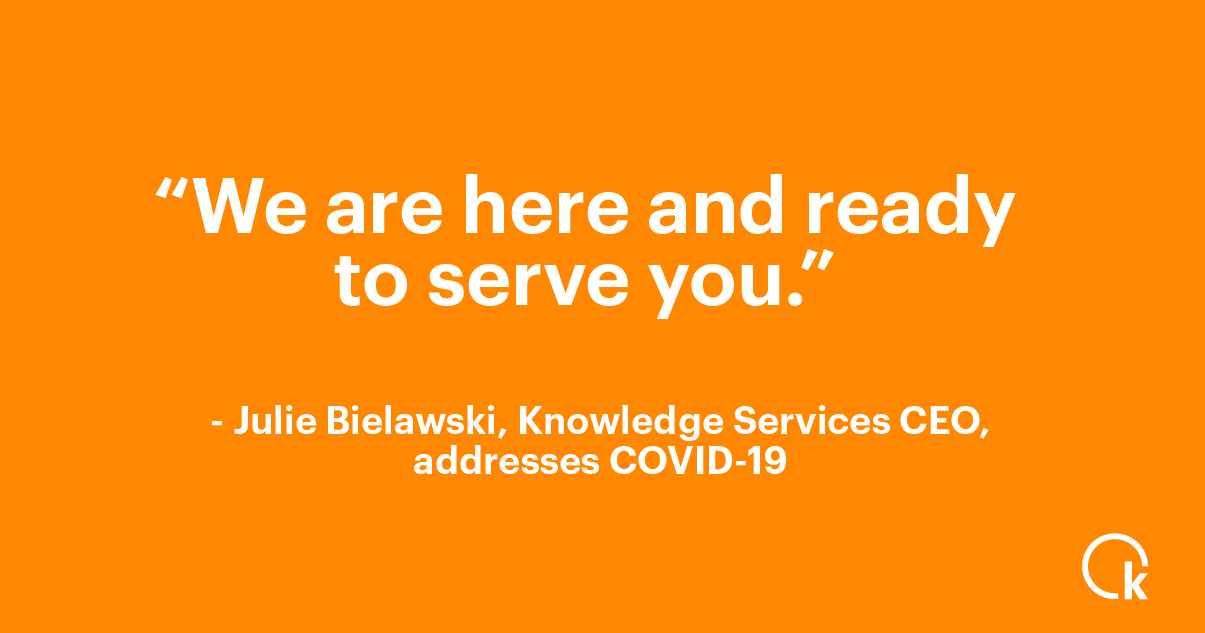 “We are here and ready
to serve you.”
- Julie Bielawski, Knowledge Services CEO,
addresses COVID-19
k